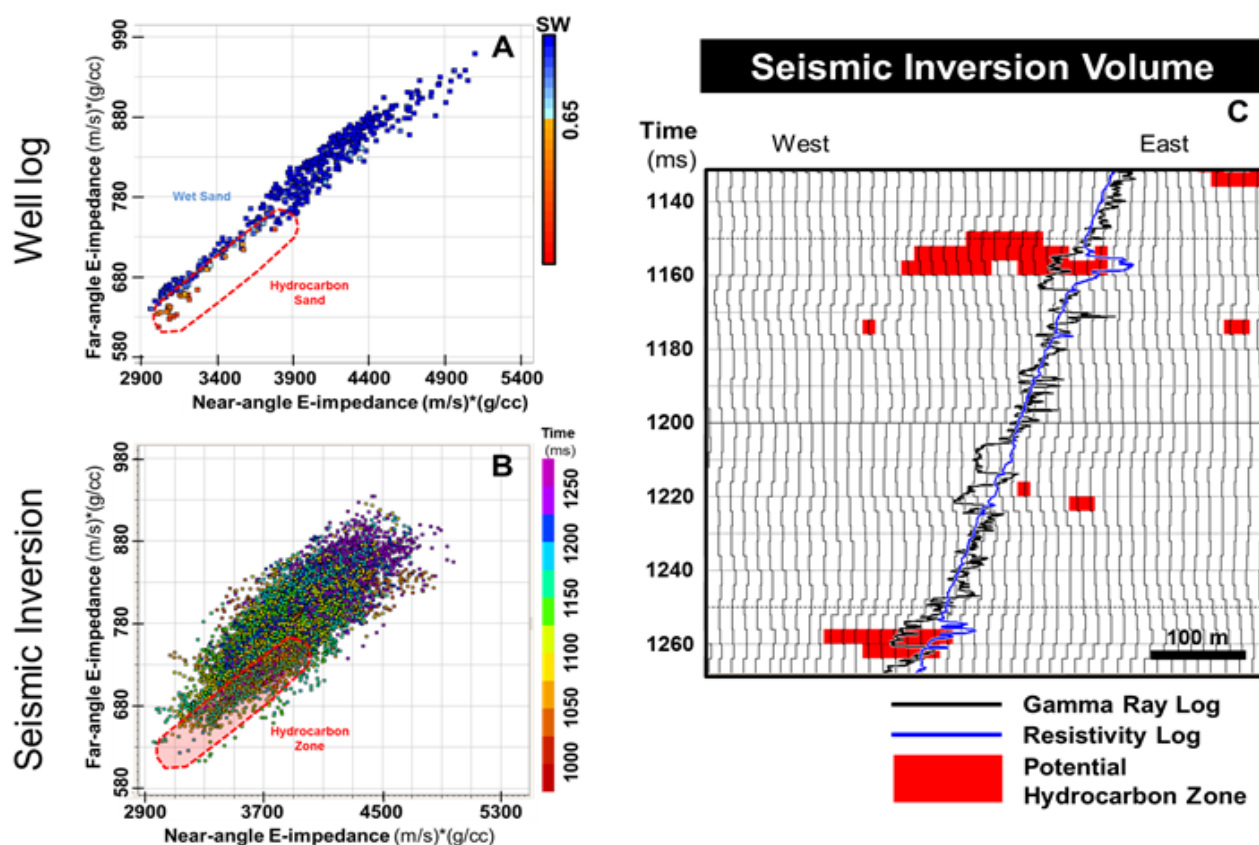 Well log
Far-angle E-impedance (m/s)*(g/cc)
990
880
780
680
580
2900 3400 3900 4400 4900 5400
Near-angle E-impedance (m/s)*(g/cc)
A
SW
0.65
Wet Sand
Hydrocarbon
Sand
Seismic Inversion
Far-angle E-impedance (m/s)*(g/cc)
980
880
780
680
580
2900 3700 4500 5300
Near-angle E-impedance (m/s)*(g/cc)
B
Time
(ms)
1250
1200
1150
1100
1050
1000
Hydrocarbon
Zone
Seismic Inversion Volume
C
Time
(ms)
West East
1140
1160
1180
1200
1220
1240
1260
100 m
Gamma Ray Log
Resistivity Log
Potential
Hydrocarbon Zone